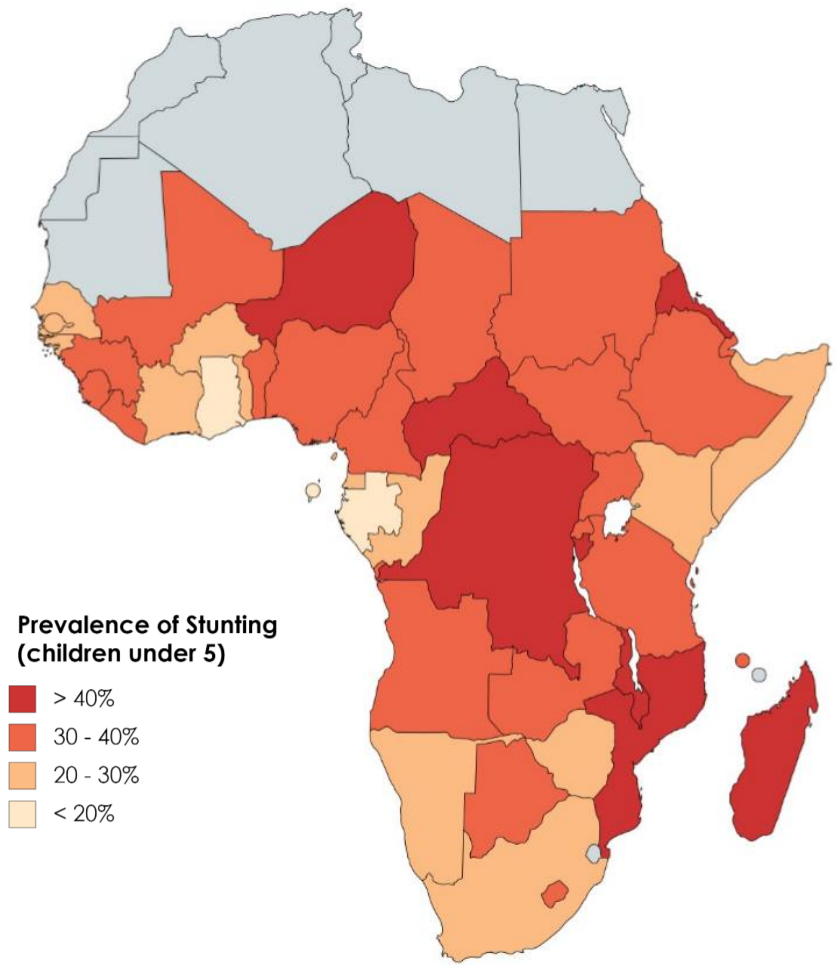 Prevalence of Stunting
(children under 5)
> 40%
30 - 40%
20 - 30%
< 20%